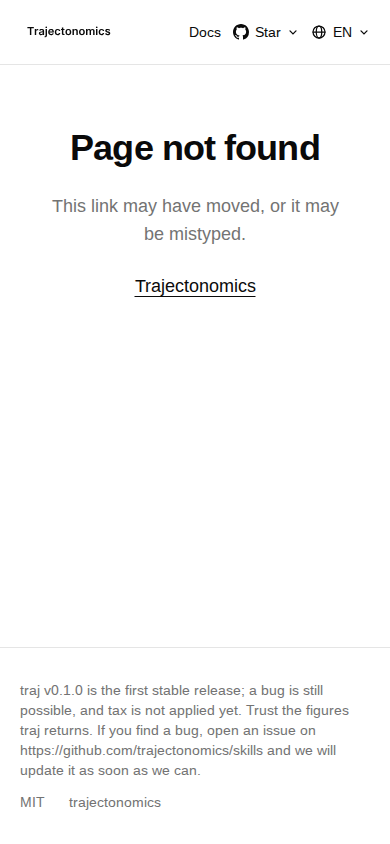 Trajectonomics
Docs
Star
EN
Page not found
This link may have moved, or it may
be mistyped.
Trajectonomics
traj v0.1.0 is the first stable release; a bug is still
possible, and tax is not applied yet. Trust the figures
traj returns. If you find a bug, open an issue on
https://github.com/trajectonomics/skills and we will
update it as soon as we can.
MIT
trajectonomics